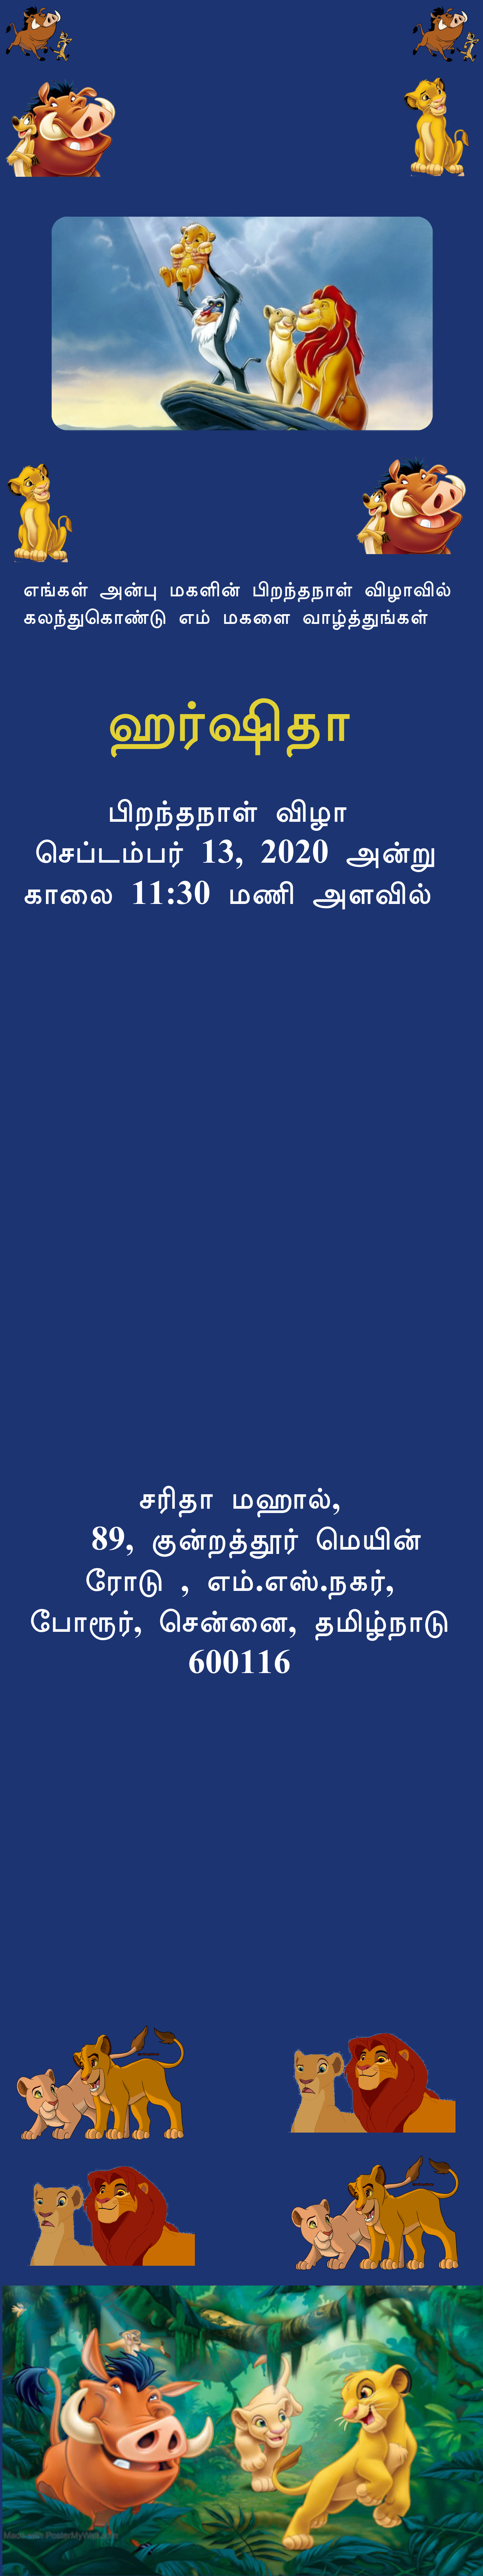 எங்கள் அன்பு மகளின் பிறந்தநாள் விழாவில்
கலந்துகொண்டு எம் மகளை வாழ்த்துங்கள்
ஹர்ஷிதா
பிறந்தநாள் விழா
செப்டம்பர் 13, 2020 அன்று
காலை 11:30 மணி அளவில்
சரிதா மஹால்,
89, குன்றத்தூர் மெயின்
ரோடு , எம்.எஸ்.நகர்,
போரூர், சென்னை, தமிழ்நாடு
600116
Made with PosterMyWall.com